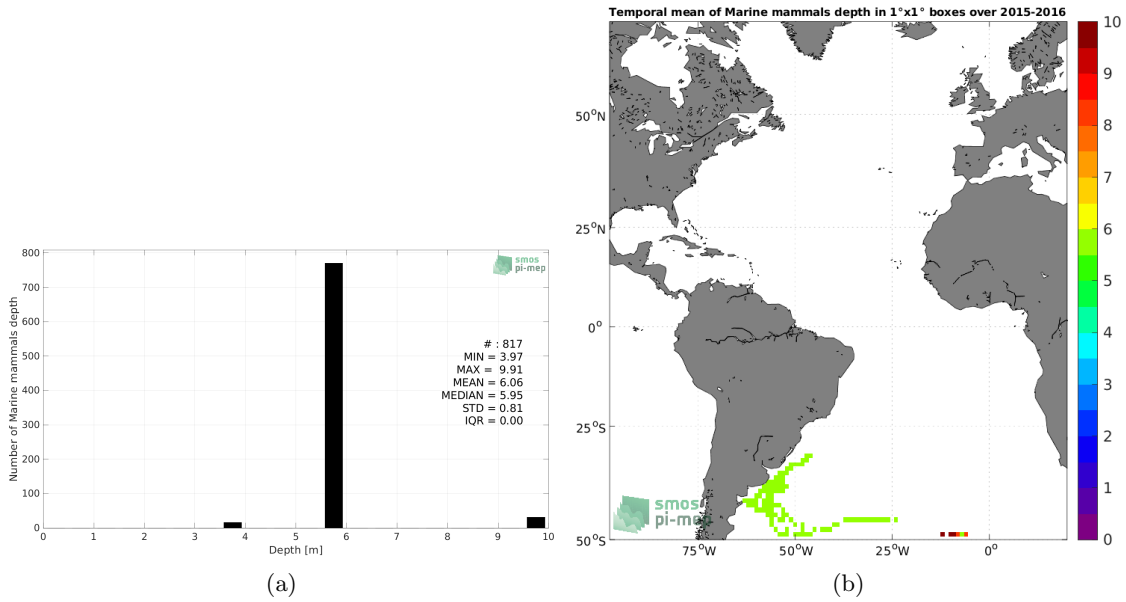 800
700
600
500
400
300
200
100
0
Number of Marine mammals depth
smos
pi-mep
# : 817
MIN = 3.97
MAX = 9.91
MEAN = 6.06
MEDIAN = 5.95
STD = 0.81
IQR = 0.00
0 1 2 3 4 5 6 7 8 9 10
Depth [m]
(a)
Temporal mean of Marine mammals depth in 1°x1° boxes over 2015-2016
50°N
25°N
0°
25°S
50°S
smos
pi-mep
75°W 50°W 25°W 0°
10
9
8
7
6
5
4
3
2
1
0
(b)